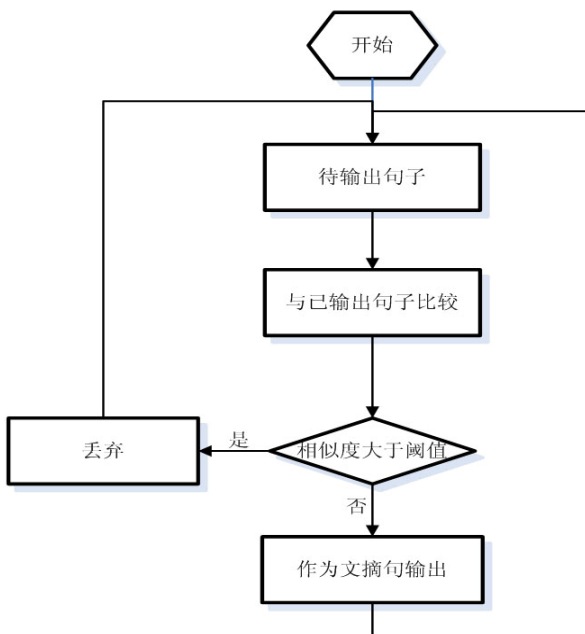 开始
待输出句子
与已输出句子比较
相似度大于阈值
是
丢弃
否
作为文摘句输出